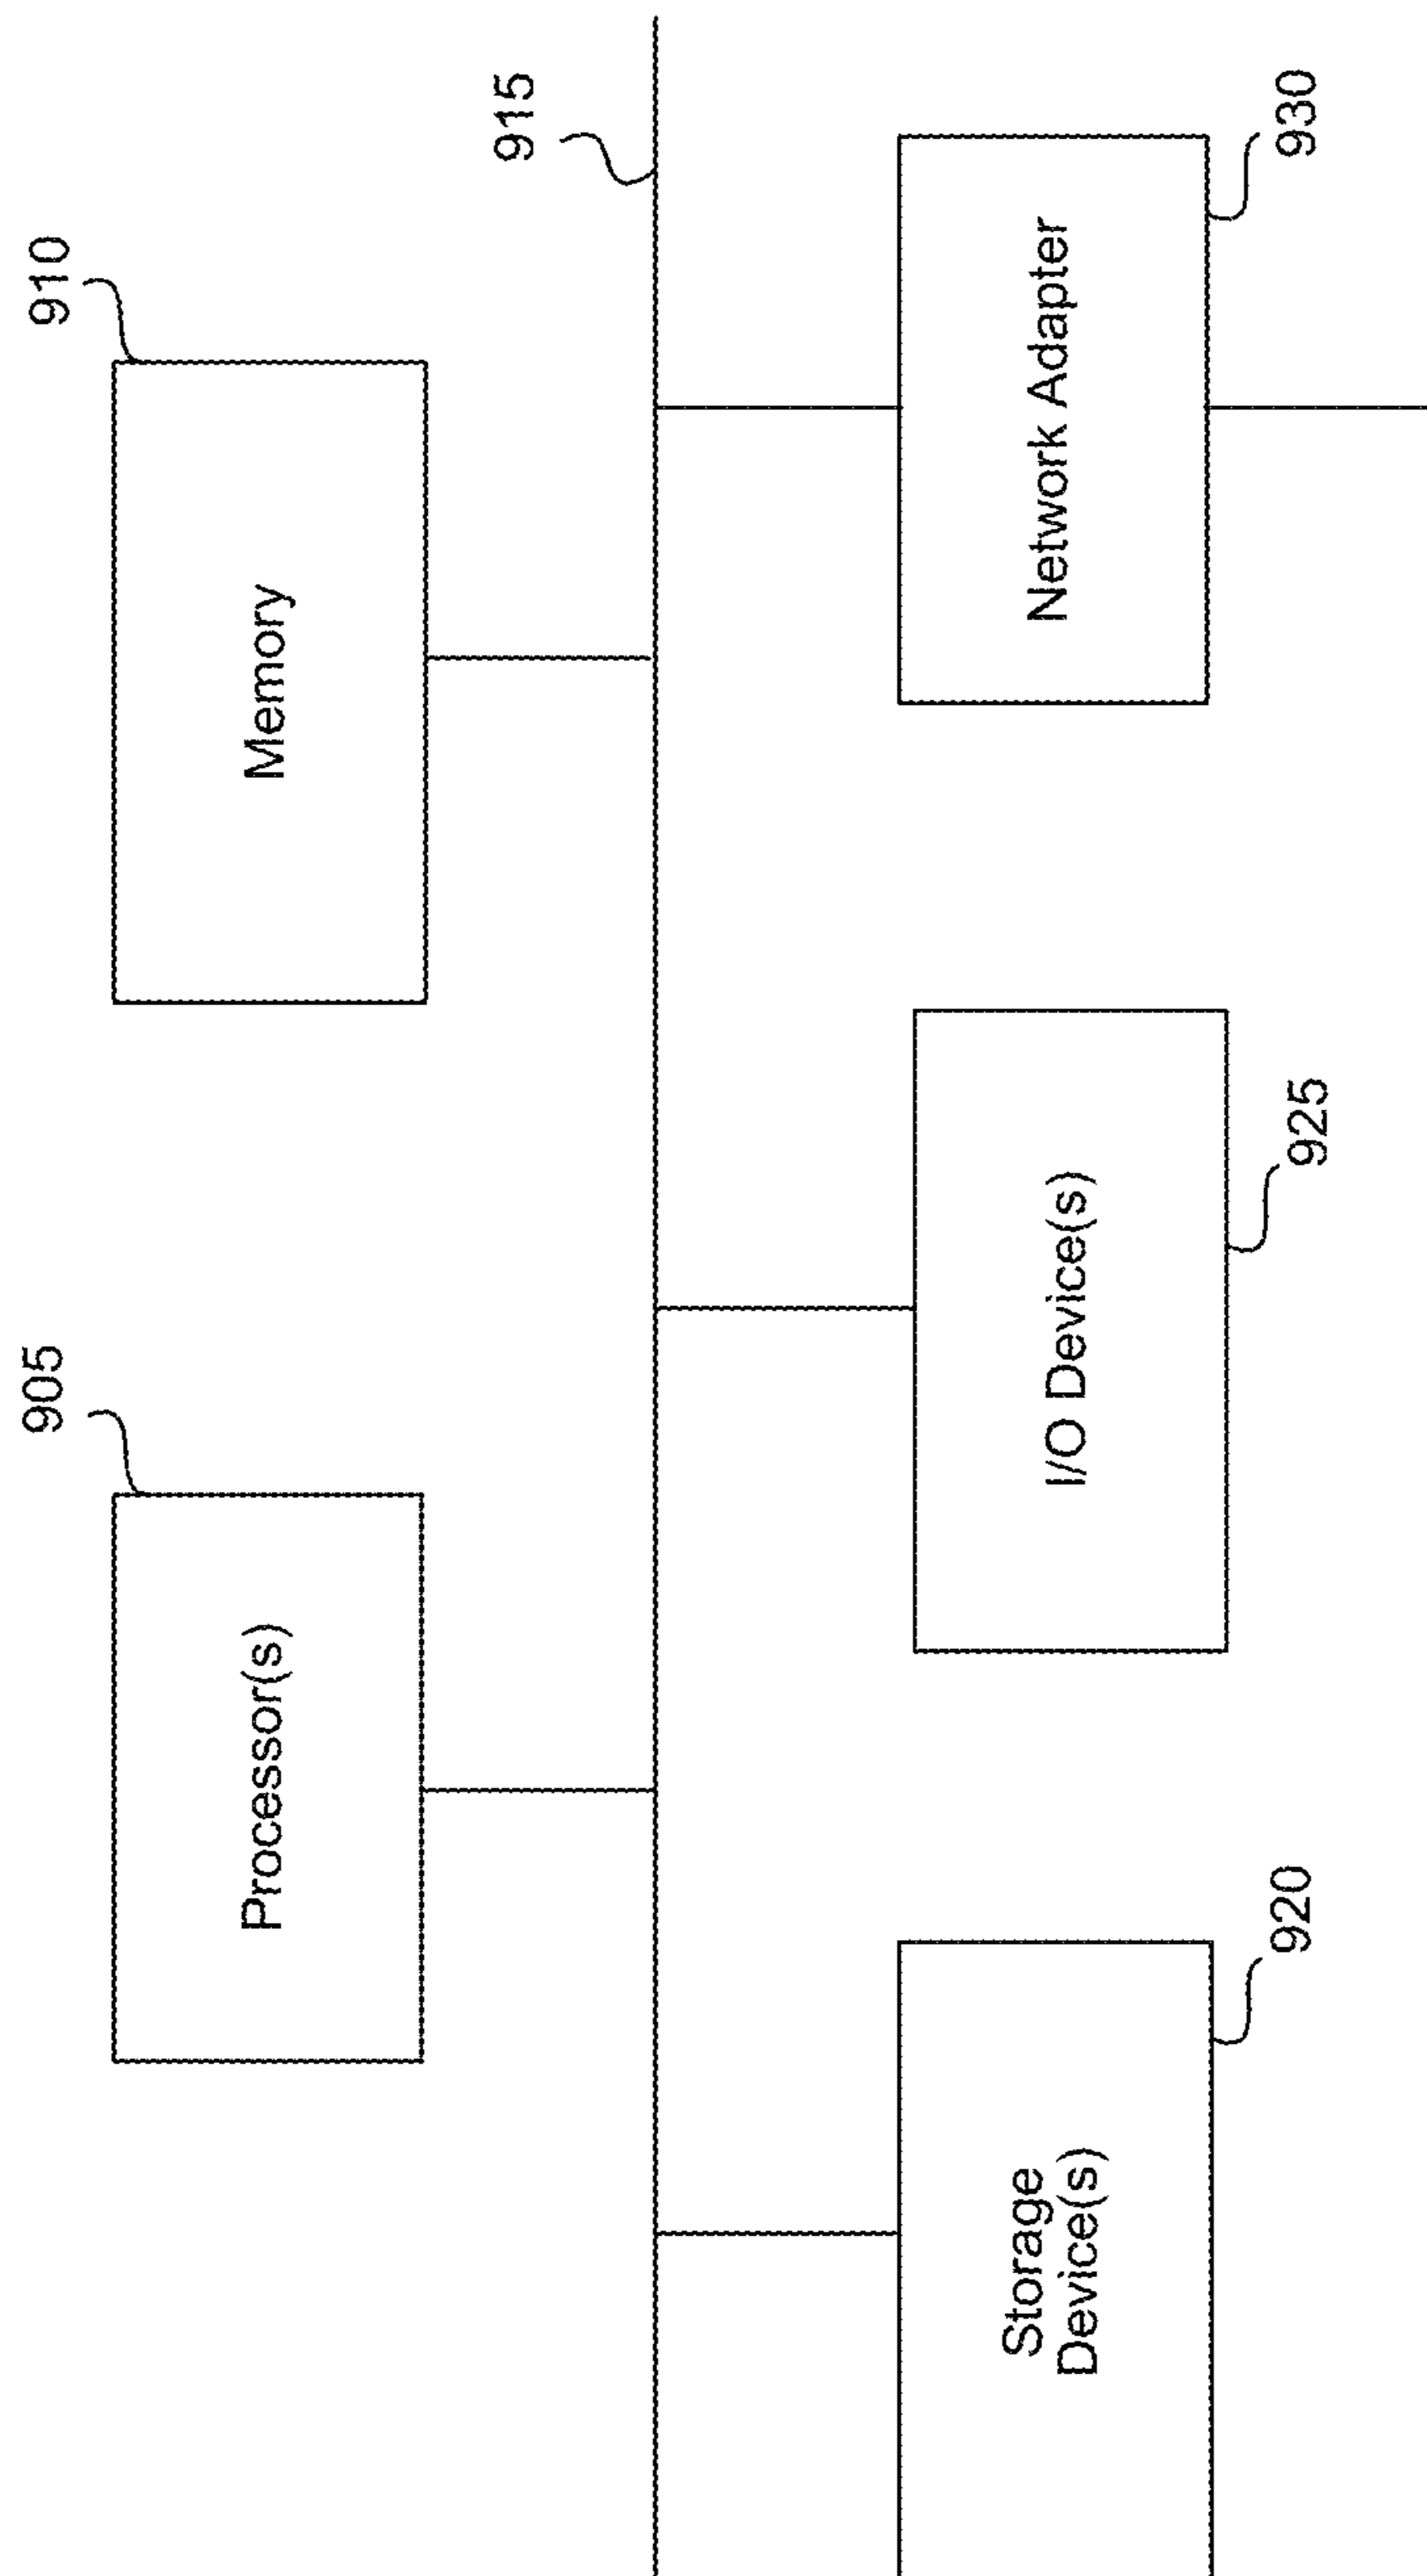 905
910
Processor(s)
Memory
915
Storage
Device(s)
I/O Device(s)
Network Adapter
920
925
930